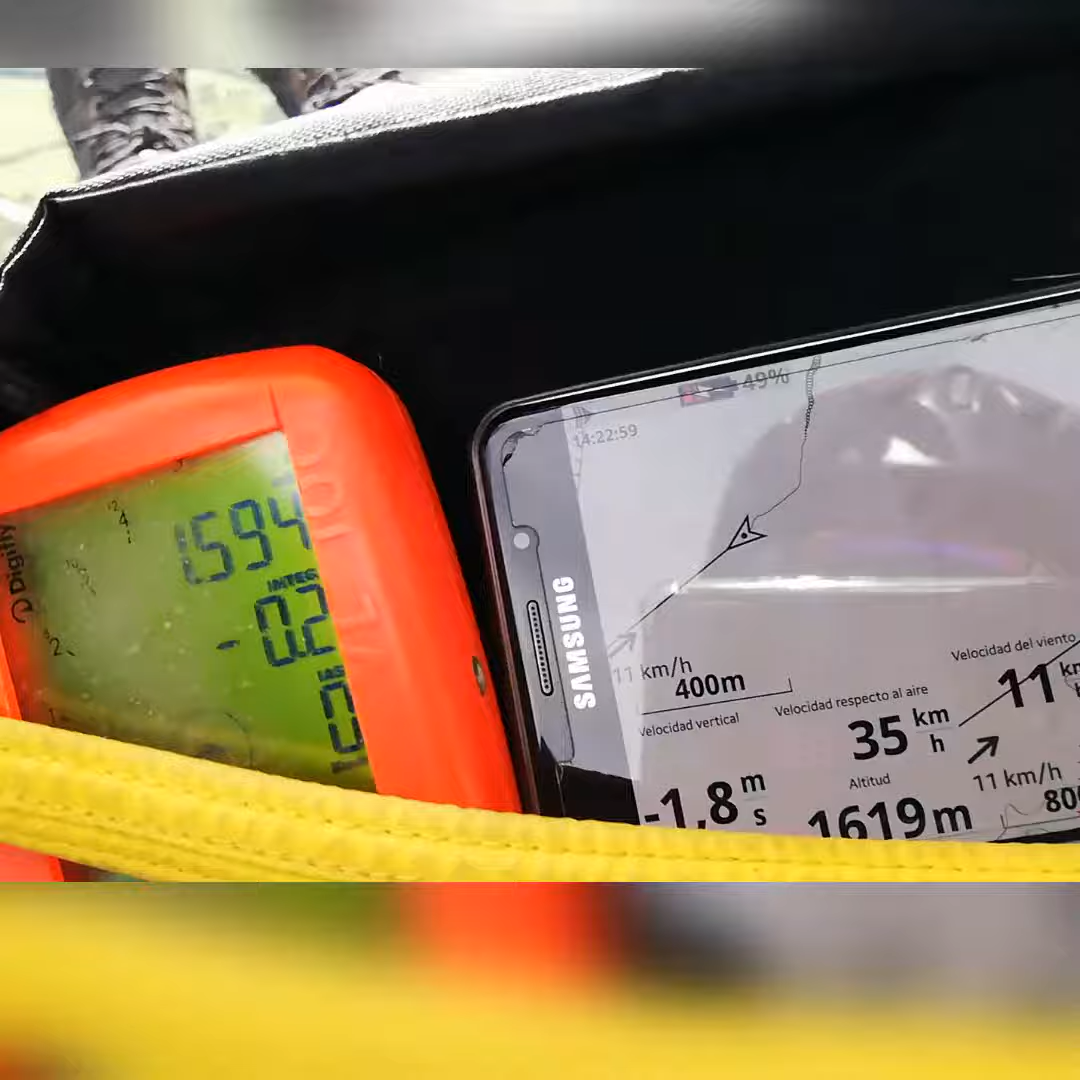 Digifly
1594
INTEG
-0.2
14:22:59
49%
SAMSUNG
11 km/h
400m
Velocidad vertical
-1,8 m/s
Velocidad respecto al aire
35 km/h
Altitud
1619 m
Velocidad del viento
11
11 km/h